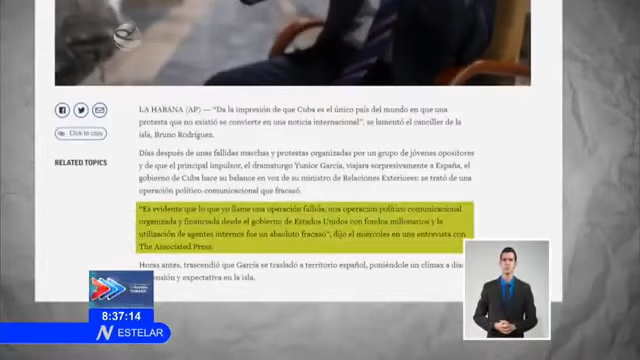 Click to copy
RELATED TOPICS
LA HABANA (AP) — "Da la impresión de que Cuba es el único país del mundo en que una
protesta que no existió se convierte en una noticia internacional", se lamentó el canciller de la
isla, Bruno Rodríguez.
Días después de unas fallidas marchas y protestas organizadas por un grupo de jóvenes opositores
y de que el principal impulsor, el dramaturgo Yunior García, viajara sorpresivamente a España, el
gobierno de Cuba hace su balance en voz de su ministro de Relaciones Exteriores: se trató de una
operación político-comunicacional que fracasó.
"Es evidente que lo que yo llamé una operación fallida, una operación político comunicacional
organizada y financiada desde el gobierno de Estados Unidos con fondos millonarios y la
utilización de agentes internos fue un absoluto fracaso", dijo el miércoles en una entrevista con
The Associated Press.
Horas antes, trascendió que García se trasladó a territorio español, poniéndole un clímax a días
ensión y expectativa en la isla.
8:37:14
N ESTELAR